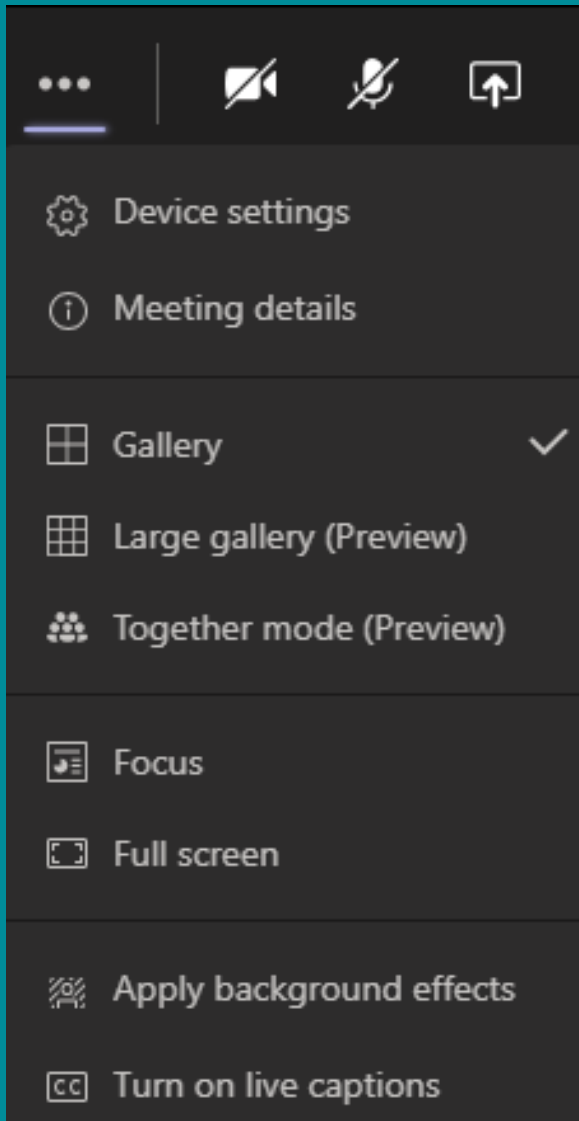 Device settings
Meeting details
Gallery
Large gallery (Preview)
Together mode (Preview)
Focus
Full screen
Apply background effects
CC Turn on live captions